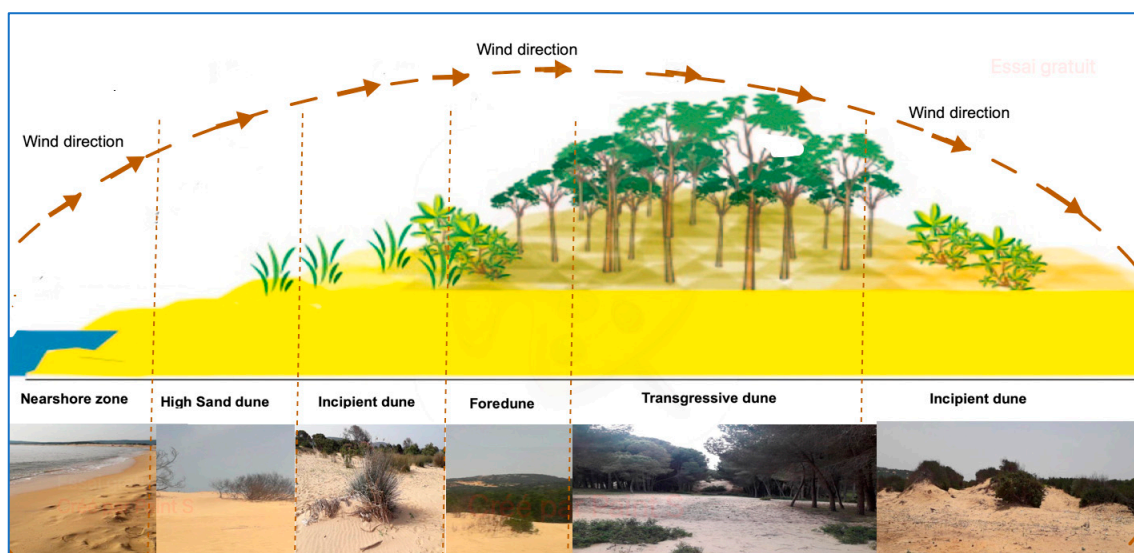 Wind direction
Essai gratuit
Wind direction
Wind direction
Nearshore zone
High Sand dune
Incipient dune
Foredune
Transgressive dune
Incipient dune